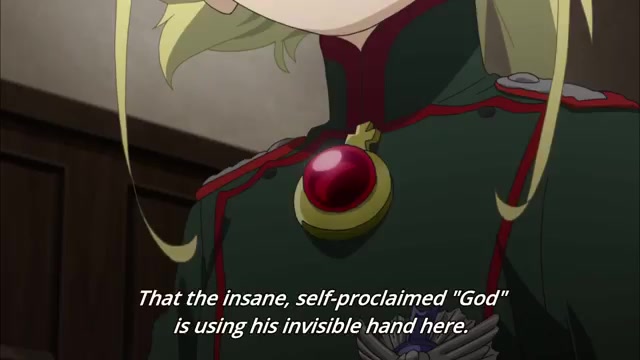 That the insane, self-proclaimed "God"
is using his invisible hand here.